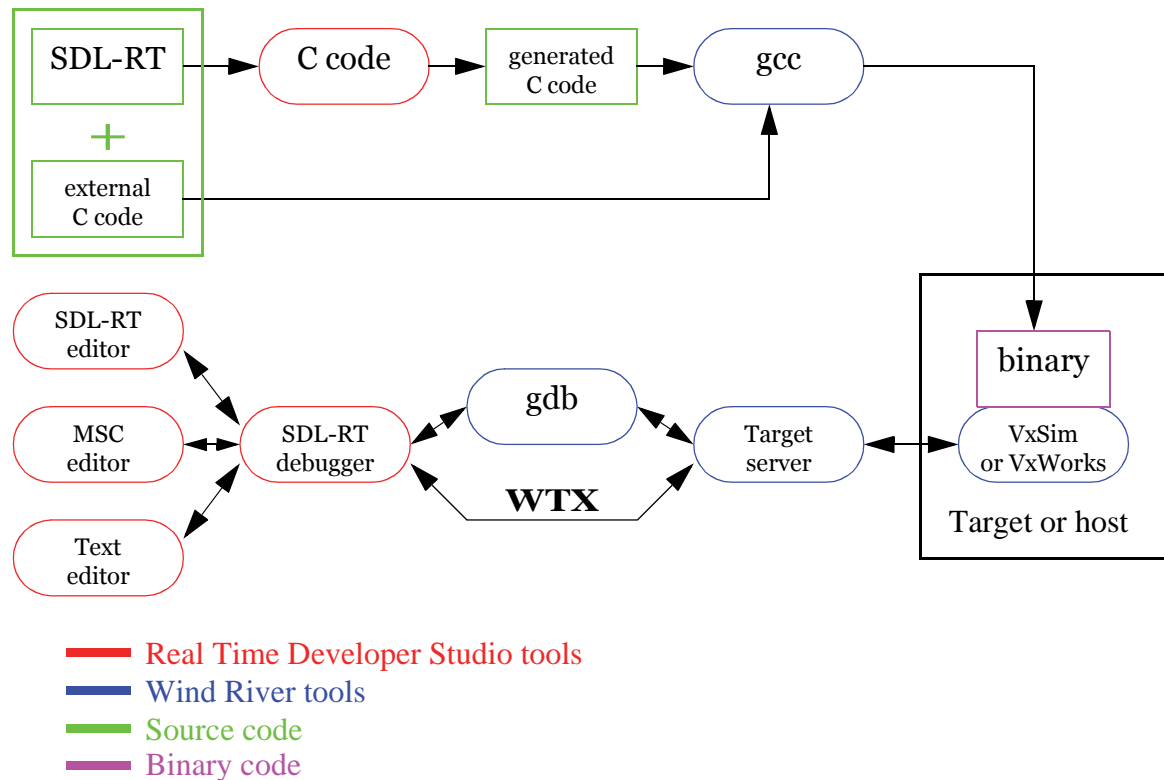 SDL-RT
C code
generated
C code
gcc
+
external
C code
SDL-RT
editor
MSC
editor
Text
editor
SDL-RT
debugger
gdb
WTX
Target
server
binary
VxSim
or VxWorks
Target or host
Real Time Developer Studio tools
Wind River tools
Source code
Binary code